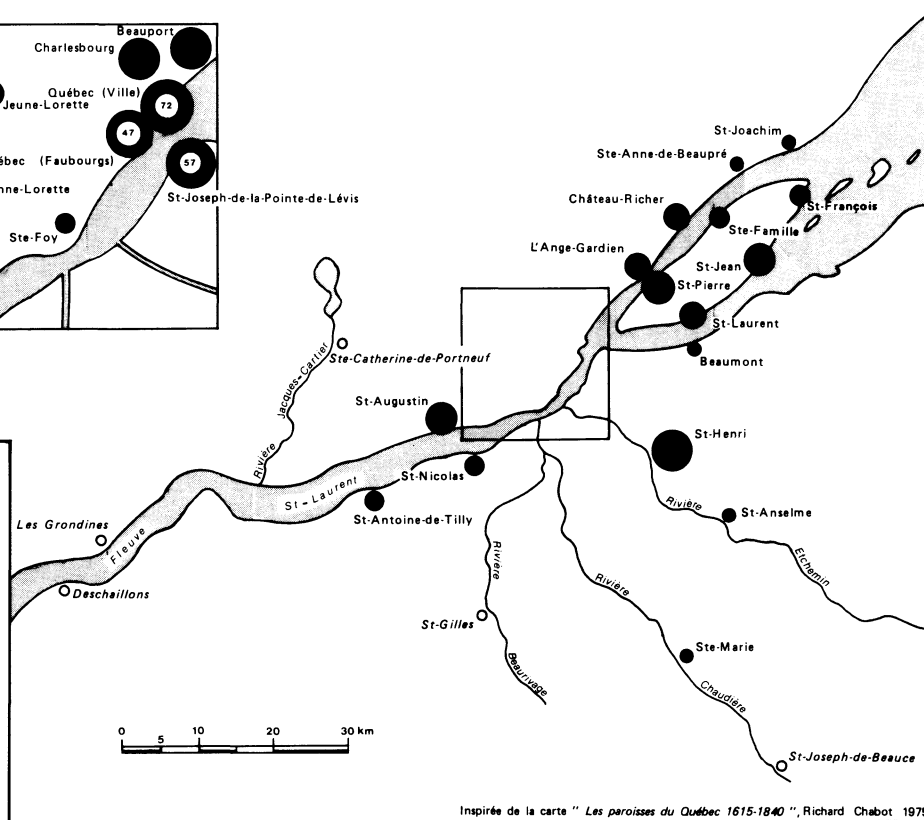 Beauport
Charlesbourg
Québec (Ville)
72
Jeune-Lorette
47
ébec (Faubourgs)
57
nne-Lorette
St-Joseph-de-la-Pointe-de-Lévis
Ste-Foy
St-Joachim
Ste-Anne-de-Beaupré
Château-Richer
St-François
Ste-Famille
L'Ange-Gardien
St-Jean
St-Pierre
St-Laurent
Beaumont
Ste-Catherine-de-Portneuf
Rivière Jacques-Cartier
St-Augustin
St-Henri
St-Nicolas
Fleuve St-Laurent
St-Antoine-de-Tilly
Rivière Etchemin
St-Anselme
Les Grondines
Deschaillons
Rivière Beaurivage
St-Gilles
Rivière Chaudière
Ste-Marie
St-Joseph-de-Beauce
0 5 10 20 30 km
Inspirée de la carte " Les paroisses du Québec 1615-1840 ", Richard Chabot 1975